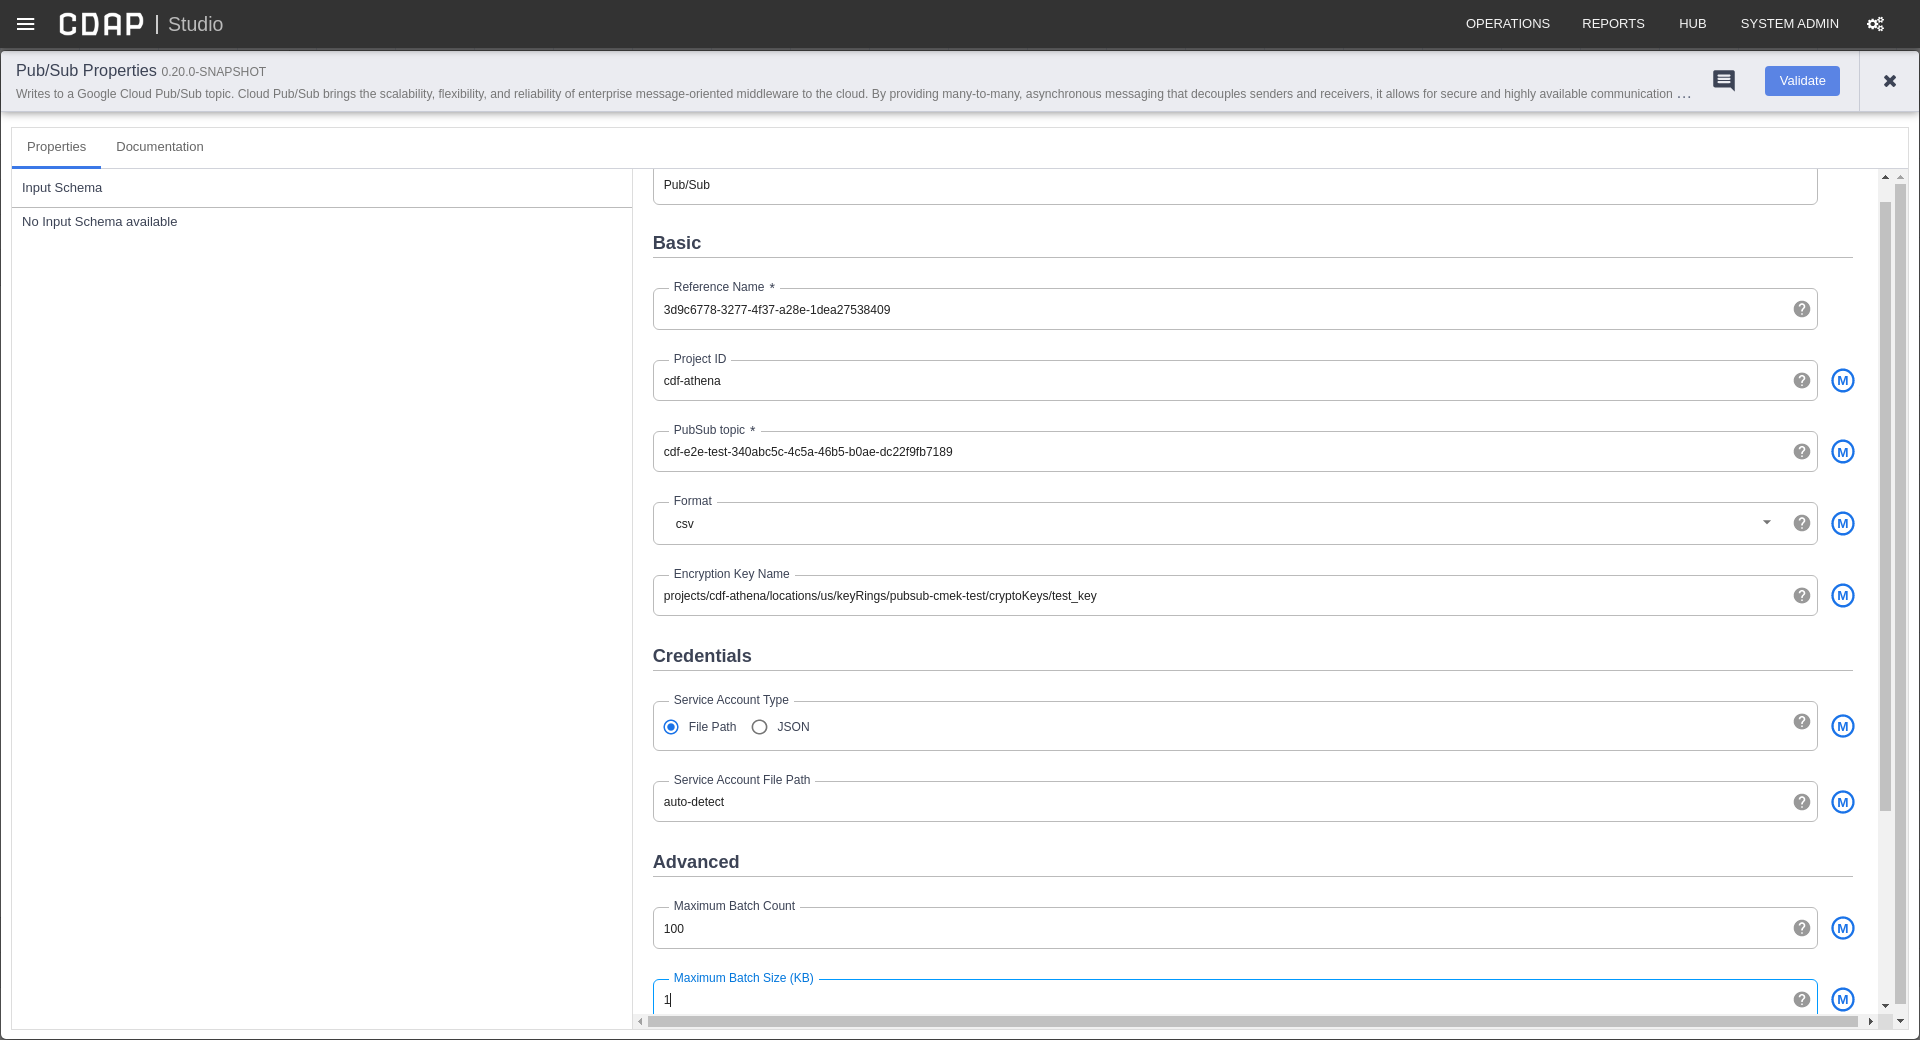 CDAP | Studio OPERATIONS REPORTS HUB SYSTEM ADMIN
Pub/Sub Properties 0.20.0-SNAPSHOT
Writes to a Google Cloud Pub/Sub topic. Cloud Pub/Sub brings the scalability, flexibility, and reliability of enterprise message-oriented middleware to the cloud. By providing many-to-many, asynchronous messaging that decouples senders and receivers, it allows for secure and highly available communication ...
Validate
Properties Documentation
Input Schema
No Input Schema available
Pub/Sub
Basic
Reference Name *
3d9c6778-3277-4f37-a28e-1dea27538409
Project ID
cdf-athena
M
PubSub topic *
cdf-e2e-test-340abc5c-4c5a-46b5-b0ae-dc22f9fb7189
M
Format
csv
M
Encryption Key Name
projects/cdf-athena/locations/us/keyRings/pubsub-cmek-test/cryptoKeys/test_key
M
Credentials
Service Account Type
File Path JSON
M
Service Account File Path
auto-detect
M
Advanced
Maximum Batch Count
100
M
Maximum Batch Size (KB)
1
M